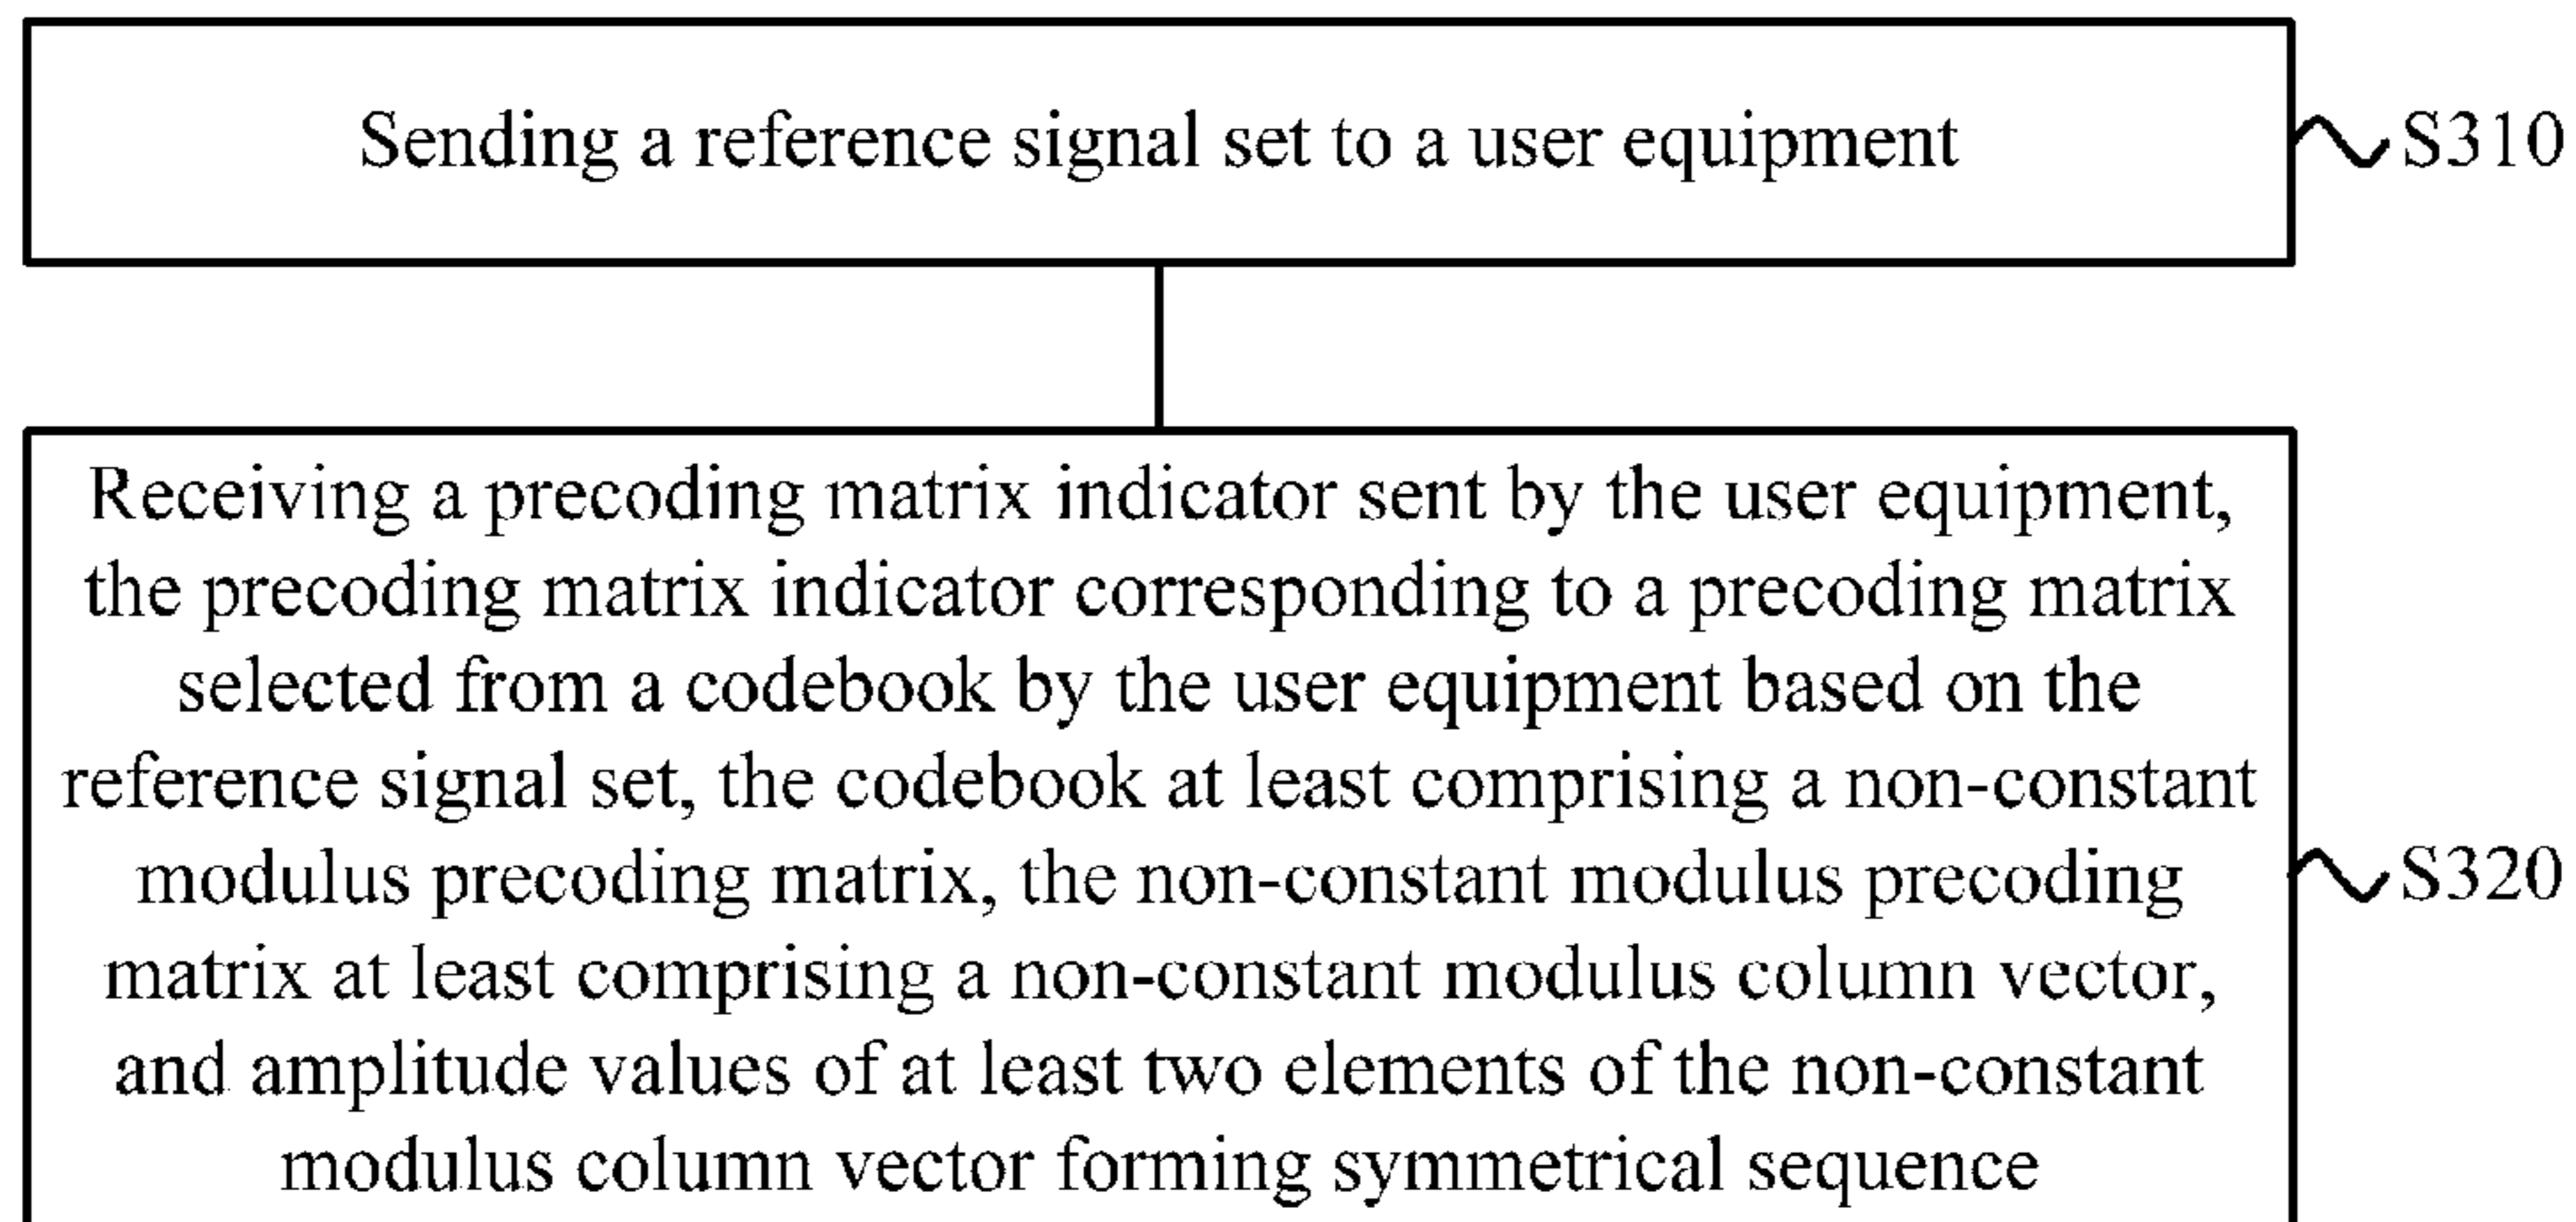 Sending a reference signal set to a user equipment
S310
Receiving a precoding matrix indicator sent by the user equipment,
the precoding matrix indicator corresponding to a precoding matrix
selected from a codebook by the user equipment based on the
reference signal set, the codebook at least comprising a non-constant
modulus precoding matrix, the non-constant modulus precoding
matrix at least comprising a non-constant modulus column vector,
and amplitude values of at least two elements of the non-constant
modulus column vector forming symmetrical sequence
S320